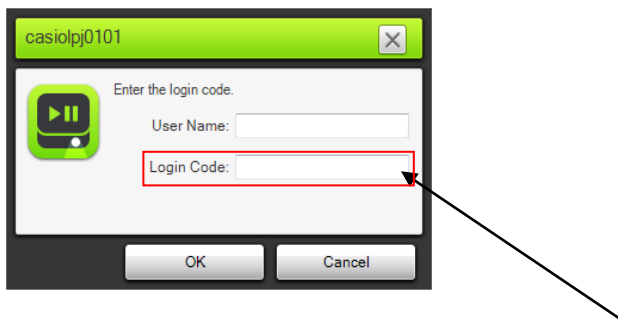 casiolpj0101
Enter the login code.
User Name:
Login Code:
OK Cancel